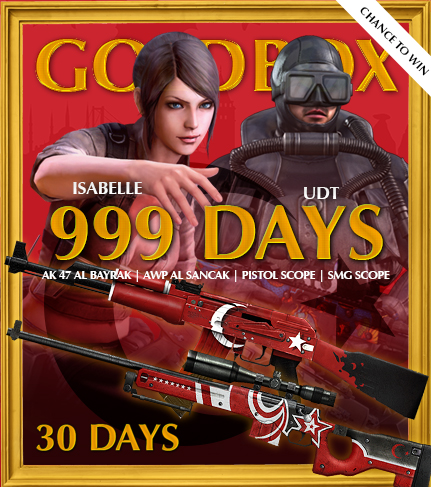 CHANCE TO WIN
GOLDBOX
ISABELLE
UDT
999 DAYS
AK 47 AL BAYRAK | AWP AL SANCAK | PISTOL SCOPE | SMG SCOPE
30 DAYS